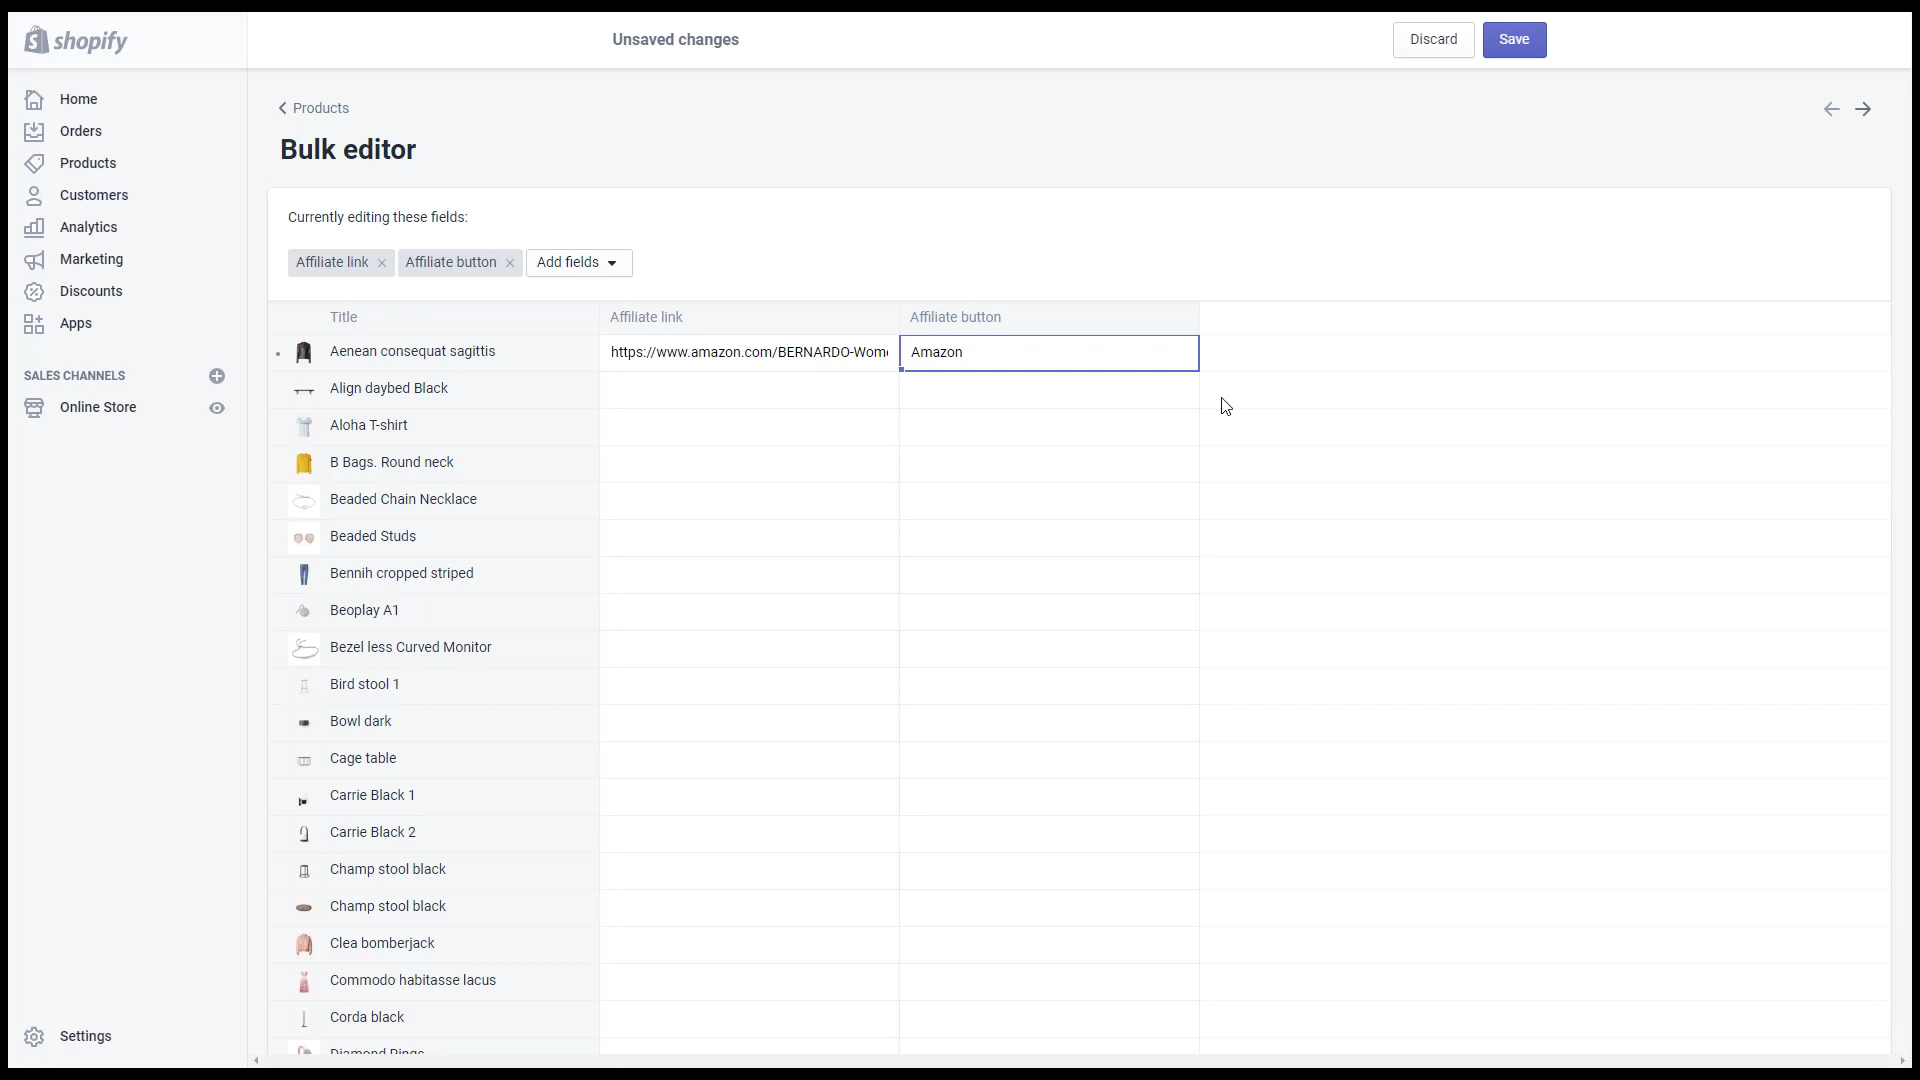 shopify
Unsaved changes
Discard
Save
Home
Orders
Products
Customers
Analytics
Marketing
Discounts
Apps
SALES CHANNELS
Online Store
Settings
Products
Bulk editor
Currently editing these fields:
Affiliate link
Affiliate button
Add fields
Title Affiliate link Affiliate button
Aenean consequat sagittis https://www.amazon.com/BERNARDO-Wome Amazon
Align daybed Black
Aloha T-shirt
B Bags. Round neck
Beaded Chain Necklace
Beaded Studs
Bennih cropped striped
Beoplay A1
Bezel less Curved Monitor
Bird stool 1
Bowl dark
Cage table
Carrie Black 1
Carrie Black 2
Champ stool black
Champ stool black
Clea bomberjack
Commodo habitasse lacus
Corda black
Diamond Rings